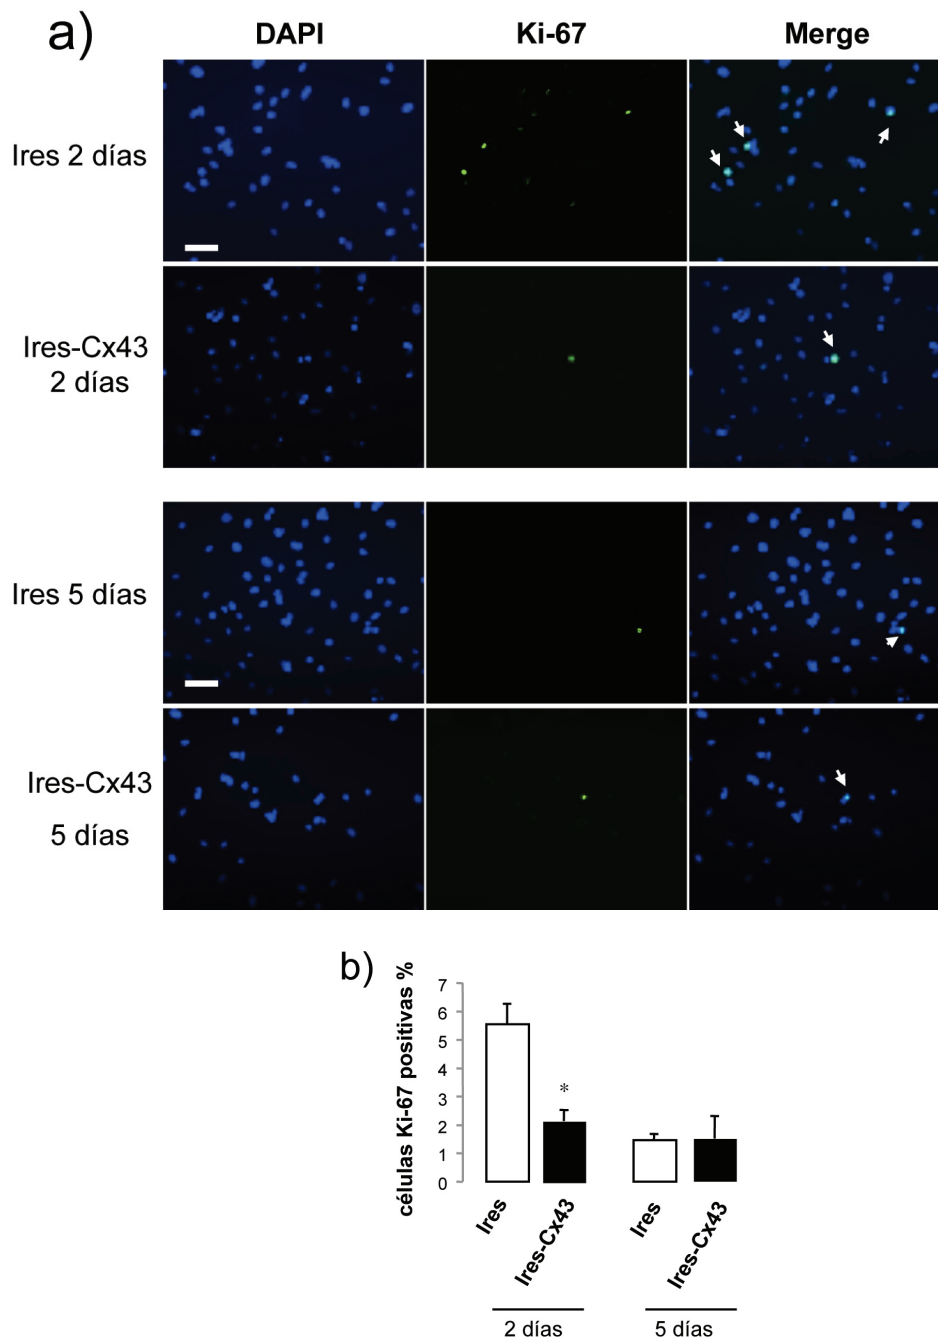 a)
DAPI Ki-67 Merge
Ires 2 días
Ires-Cx43
2 días
Ires 5 días
Ires-Cx43
5 días
b)
células Ki-67 positivas %
7
6
5
4
3
2
1
0
*
Ires Ires-Cx43 Ires Ires-Cx43
2 días 5 días